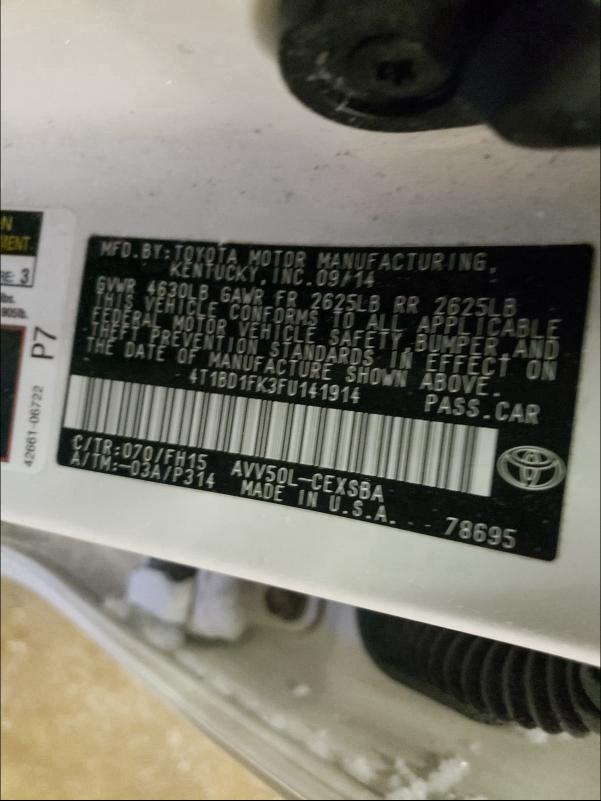 MFD.BY:TOYOTA MOTOR MANUFACTURING,
KENTUCKY,INC.09/14
GVWR 4630LB GAWR FR 2625LB RR 2625LB
THIS VEHICLE CONFORMS TO ALL APPLICABLE
FEDERAL MOTOR VEHICLE SAFETY,BUMPER AND
THEFT PREVENTION STANDARDS IN EFFECT ON
THE DATE OF MANUFACTURE SHOWN ABOVE.
4T1BD1FK3FU141914
PASS.CAR
C/TR:070/FH15
A/TM:-03A/P314
AVV50L-CEXSBA
MADE IN U.S.A.
78695
3
P7
42661-06722